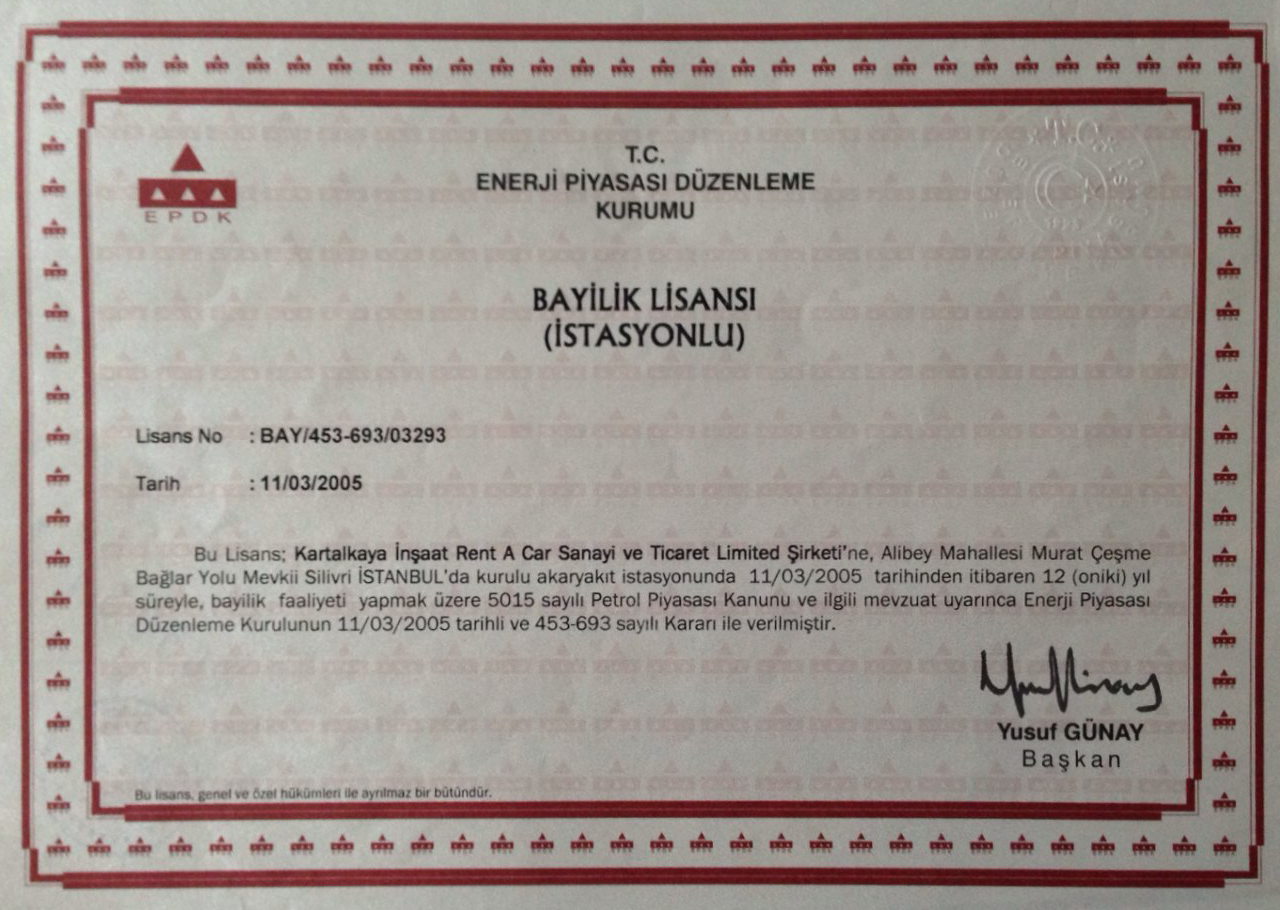 EPDK
T.C.
ENERJİ PİYASASI DÜZENLEME
KURUMU
BAYİLİK LİSANSI
(İSTASYONLU)
Lisans No : BAY/453-693/03293
Tarih : 11/03/2005
Bu Lisans; Kartalkaya İnşaat Rent A Car Sanayi ve Ticaret Limited Şirketi'ne, Alibey Mahallesi Murat Çeşme
Bağlar Yolu Mevkii Silivri İSTANBUL'da kurulu akaryakıt istasyonunda 11/03/2005 tarihinden itibaren 12 (oniki) yıl
süreyle, bayilik faaliyeti yapmak üzere 5015 sayılı Petrol Piyasası Kanunu ve ilgili mevzuat uyarınca Enerji Piyasası
Düzenleme Kurulunun 11/03/2005 tarihli ve 453-693 sayılı Kararı ile verilmiştir.
Yusuf GÜNAY
Başkan
Bu lisans, genel ve özel hükümleri ile ayrılmaz bir bütündür.